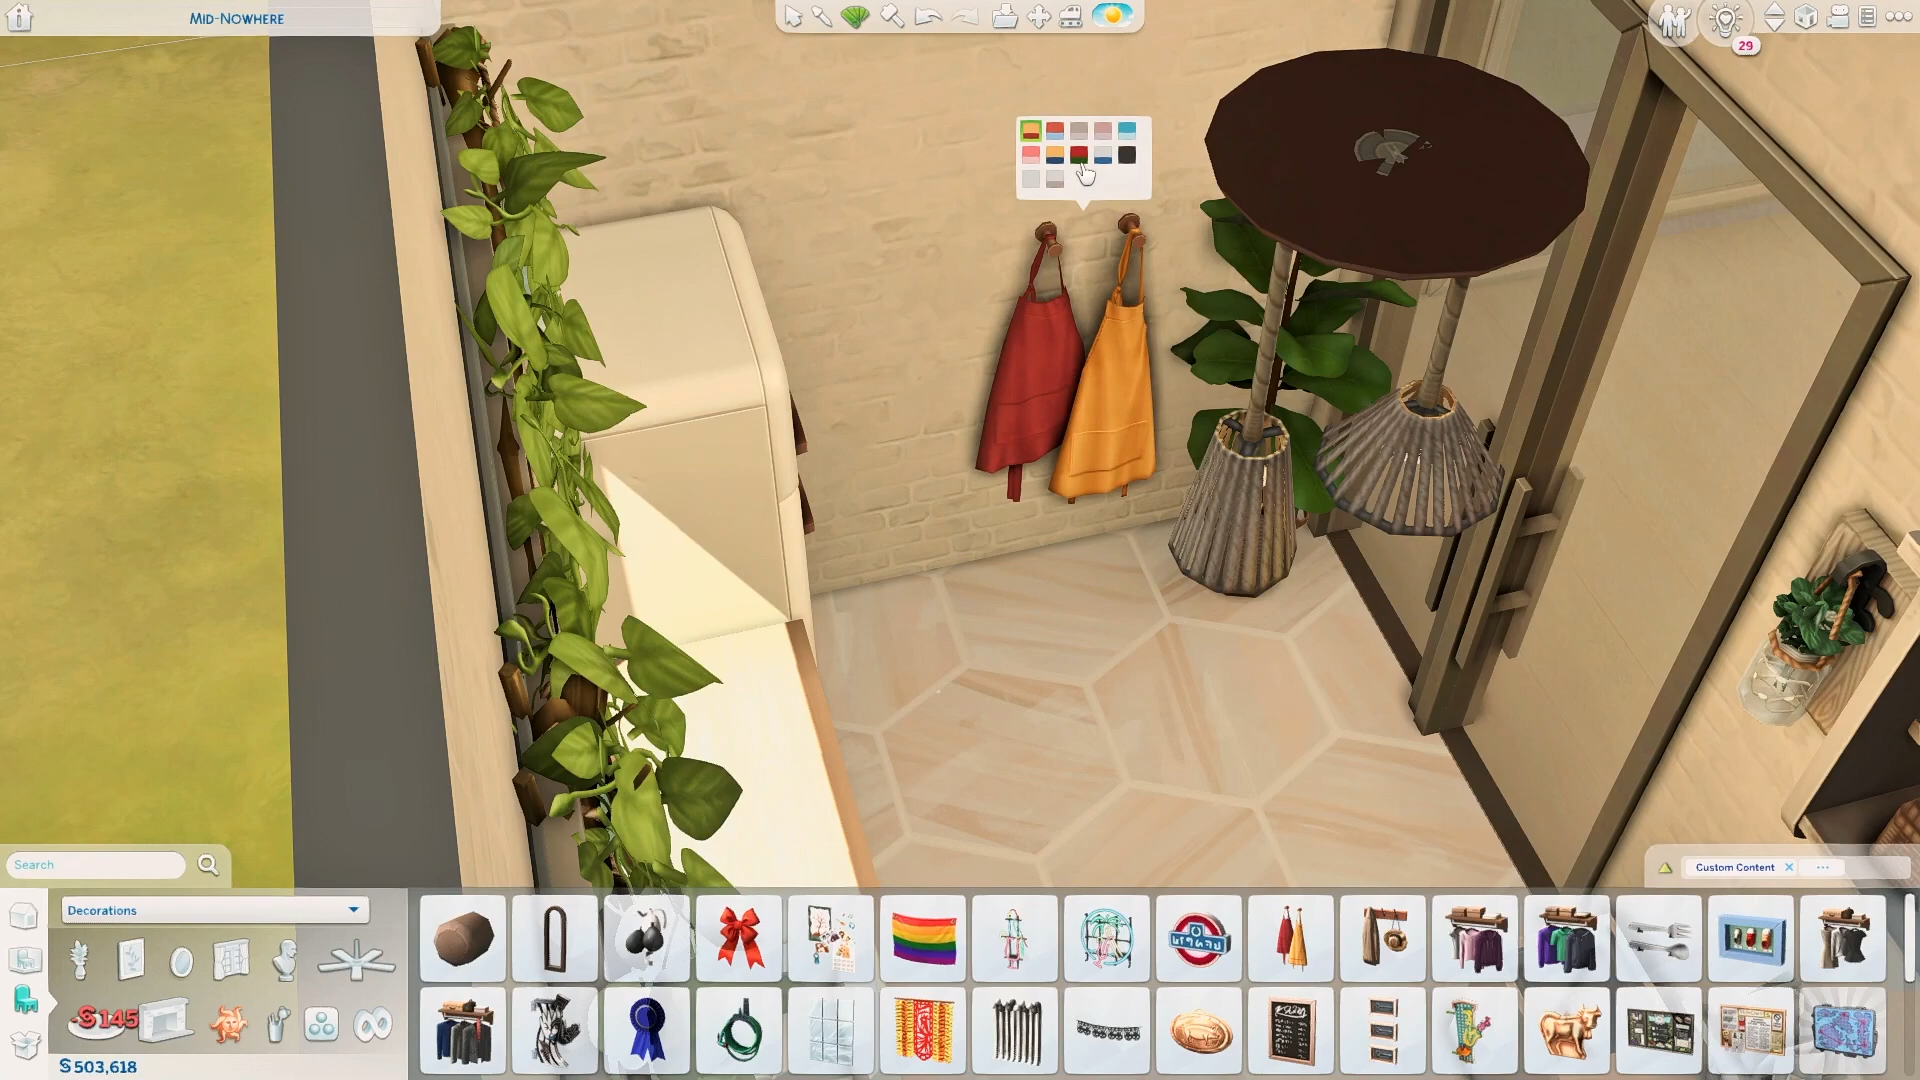 Mid-Nowhere
29
Search
Custom Content
Decorations
-§145
§503,618